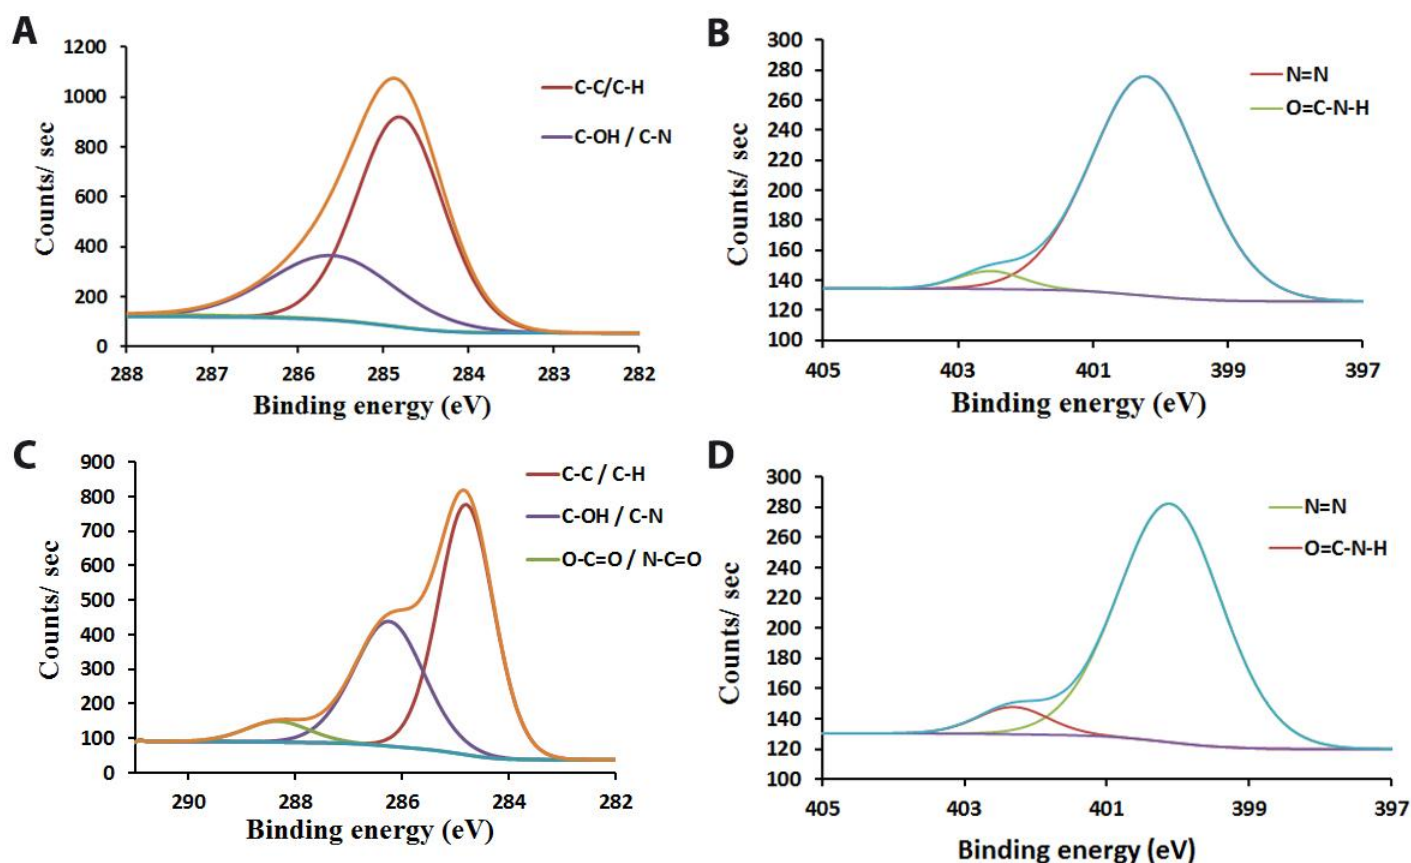 A
1200
1000
800
600
400
200
0
288 287 286 285 284 283 282
Counts/ sec
Binding energy (eV)
C-C/C-H
C-OH / C-N
B
300
280
260
240
220
200
180
160
140
120
100
405 403 401 399 397
Counts/ sec
Binding energy (eV)
N=N
O=C-N-H
C
900
800
700
600
500
400
300
200
100
0
290 288 286 284 282
Counts/ sec
Binding energy (eV)
C-C / C-H
C-OH / C-N
O-C=O / N-C=O
D
300
280
260
240
220
200
180
160
140
120
100
405 403 401 399 397
Counts/ sec
Binding energy (eV)
N=N
O=C-N-H